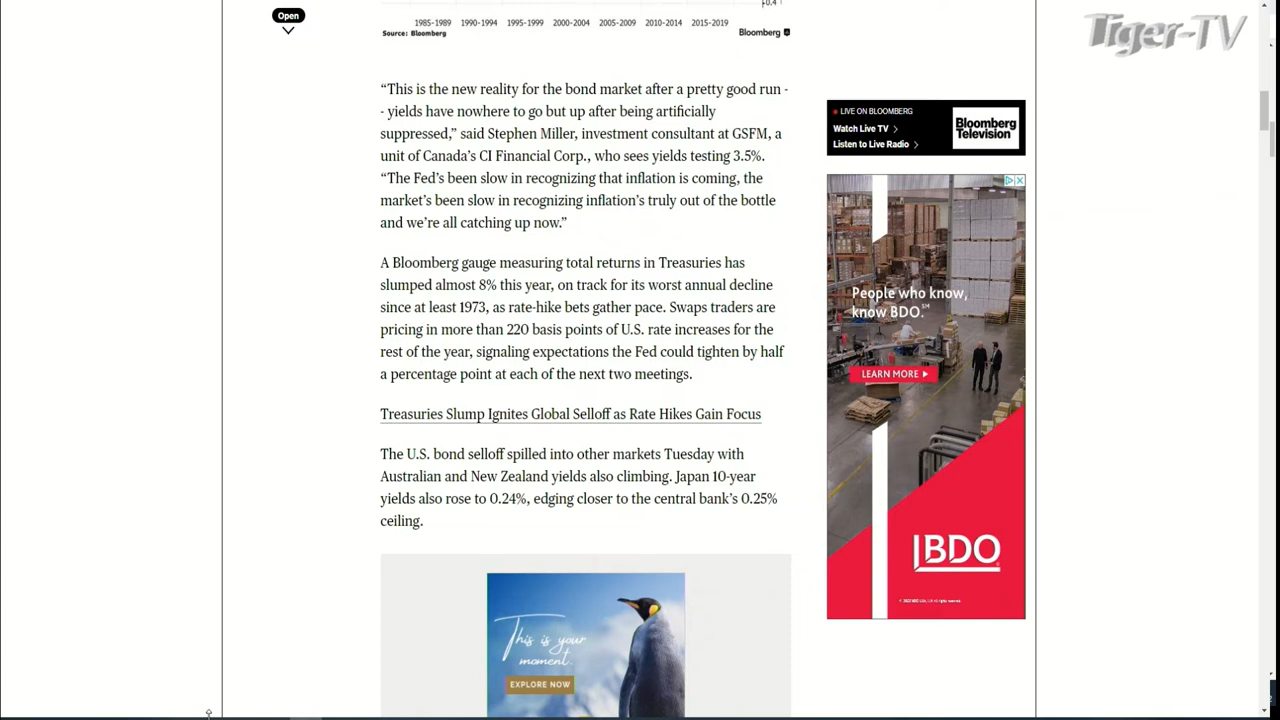 Open
1985-1989 1990-1994 1995-1999 2000-2004 2005-2009 2010-2014 2015-2019
Source: Bloomberg
Bloomberg
Tiger-TV
“This is the new reality for the bond market after a pretty good run -
- yields have nowhere to go but up after being artificially
suppressed,” said Stephen Miller, investment consultant at GSFM, a
unit of Canada’s CI Financial Corp., who sees yields testing 3.5%.
“The Fed’s been slow in recognizing that inflation is coming, the
market’s been slow in recognizing inflation’s truly out of the bottle
and we’re all catching up now.”
A Bloomberg gauge measuring total returns in Treasuries has
slumped almost 8% this year, on track for its worst annual decline
since at least 1973, as rate-hike bets gather pace. Swaps traders are
pricing in more than 220 basis points of U.S. rate increases for the
rest of the year, signaling expectations the Fed could tighten by half
a percentage point at each of the next two meetings.
Treasuries Slump Ignites Global Selloff as Rate Hikes Gain Focus
The U.S. bond selloff spilled into other markets Tuesday with
Australian and New Zealand yields also climbing. Japan 10-year
yields also rose to 0.24%, edging closer to the central bank’s 0.25%
ceiling.
This is your
moment.
EXPLORE NOW
LIVE ON BLOOMBERG
Watch Live TV
Listen to Live Radio
Bloomberg
Television
People who know,
know BDO.
LEARN MORE
BDO